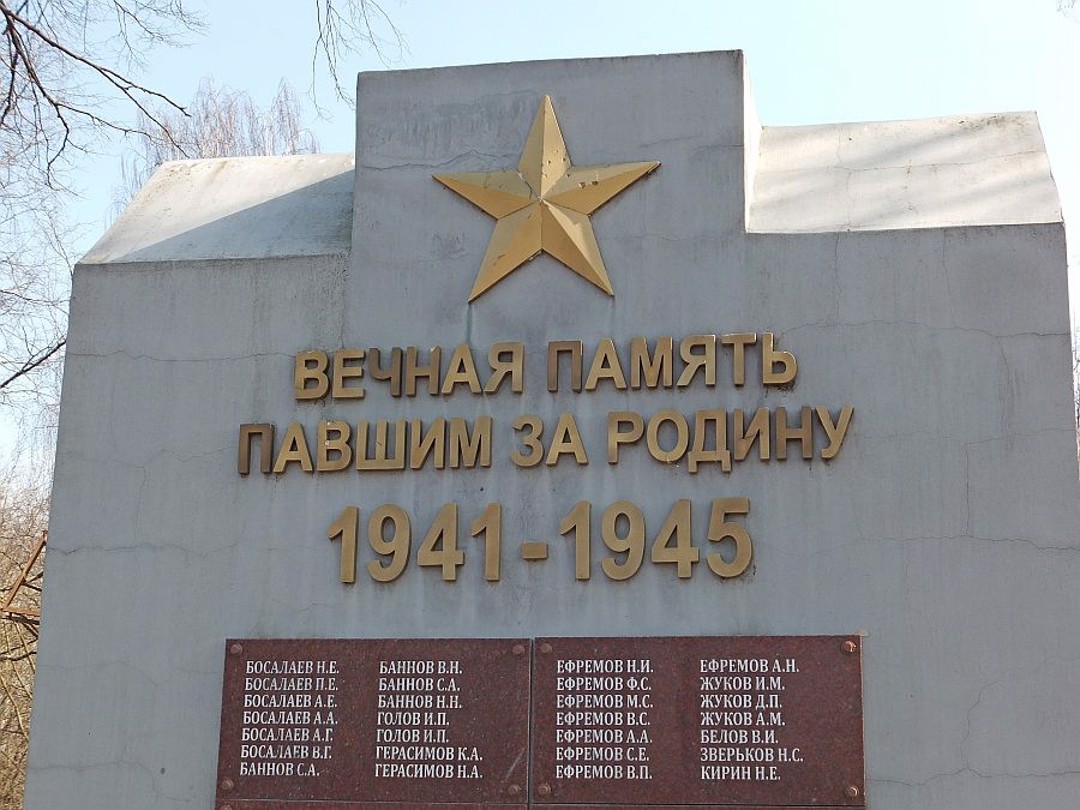 ВЕЧНАЯ ПАМЯТЬ
ПАВШИМ ЗА РОДИНУ
1941-1945
БОСАЛАЕВ Н.Е.
БОСАЛАЕВ П.Е.
БОСАЛАЕВ А.Е.
БОСАЛАЕВ А.А.
БОСАЛАЕВ А.Г.
БОСАЛАЕВ В.Г.
БАННОВ С.А.
БАННОВ В.Н.
БАННОВ С.А.
БАННОВ Н.Н.
ГОЛОВ И.П.
ГОЛОВ И.П.
ГЕРАСИМОВ К.А.
ГЕРАСИМОВ Н.А.
ЕФРЕМОВ Н.И.
ЕФРЕМОВ Ф.С.
ЕФРЕМОВ М.С.
ЕФРЕМОВ В.С.
ЕФРЕМОВ А.А.
ЕФРЕМОВ С.Е.
ЕФРЕМОВ В.П.
ЕФРЕМОВ А.Н.
ЖУКОВ И.М.
ЖУКОВ Д.П.
ЖУКОВ А.М.
БЕЛОВ В.И.
ЗВЕРЬКОВ Н.С.
КИРИН Н.Е.